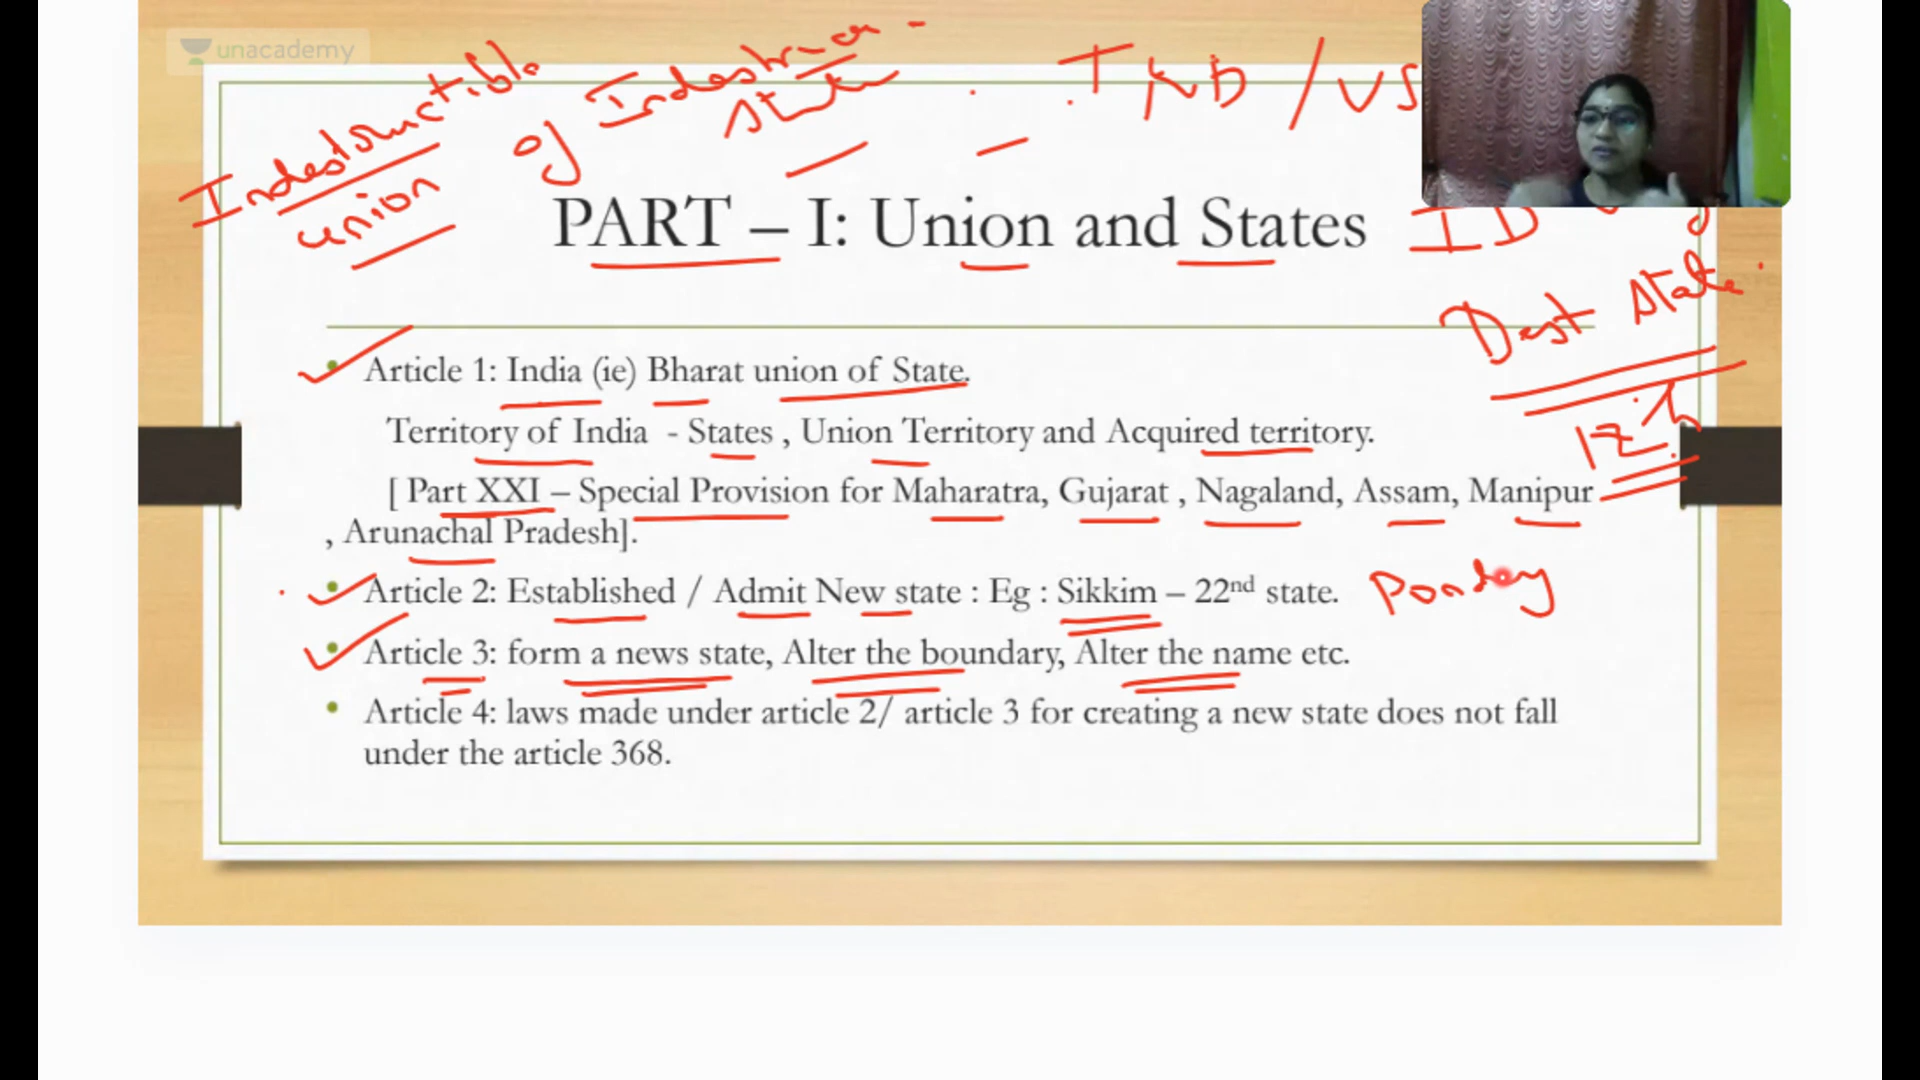 unacademy
Indestructible
union
of Indestruc
state
IND / US
PART – I: Union and States
ID
Dest State
Article 1: India (ie) Bharat union of State.
Territory of India - States , Union Territory and Acquired territory.
[ Part XXI – Special Provision for Maharatra, Gujarat , Nagaland, Assam, Manipur
, Arunachal Pradesh].
Article 2: Established / Admit New state : Eg : Sikkim – 22nd state.
Article 3: form a news state, Alter the boundary, Alter the name etc.
Article 4: laws made under article 2/ article 3 for creating a new state does not fall
under the article 368.